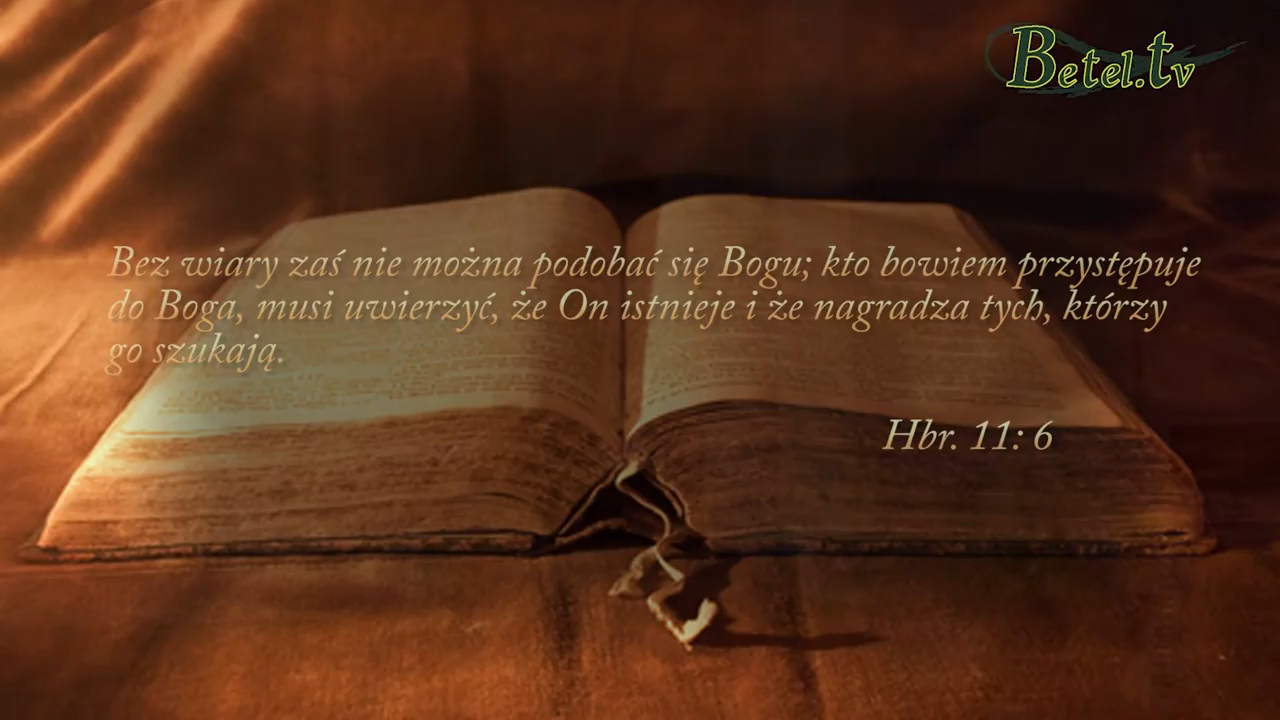 Betel.tv
Bez wiary zaś nie można podobać się Bogu; kto bowiem przystępuje
do Boga, musi uwierzyć, że On istnieje i że nagradza tych, którzy
go szukają.
Hbr. 11: 6